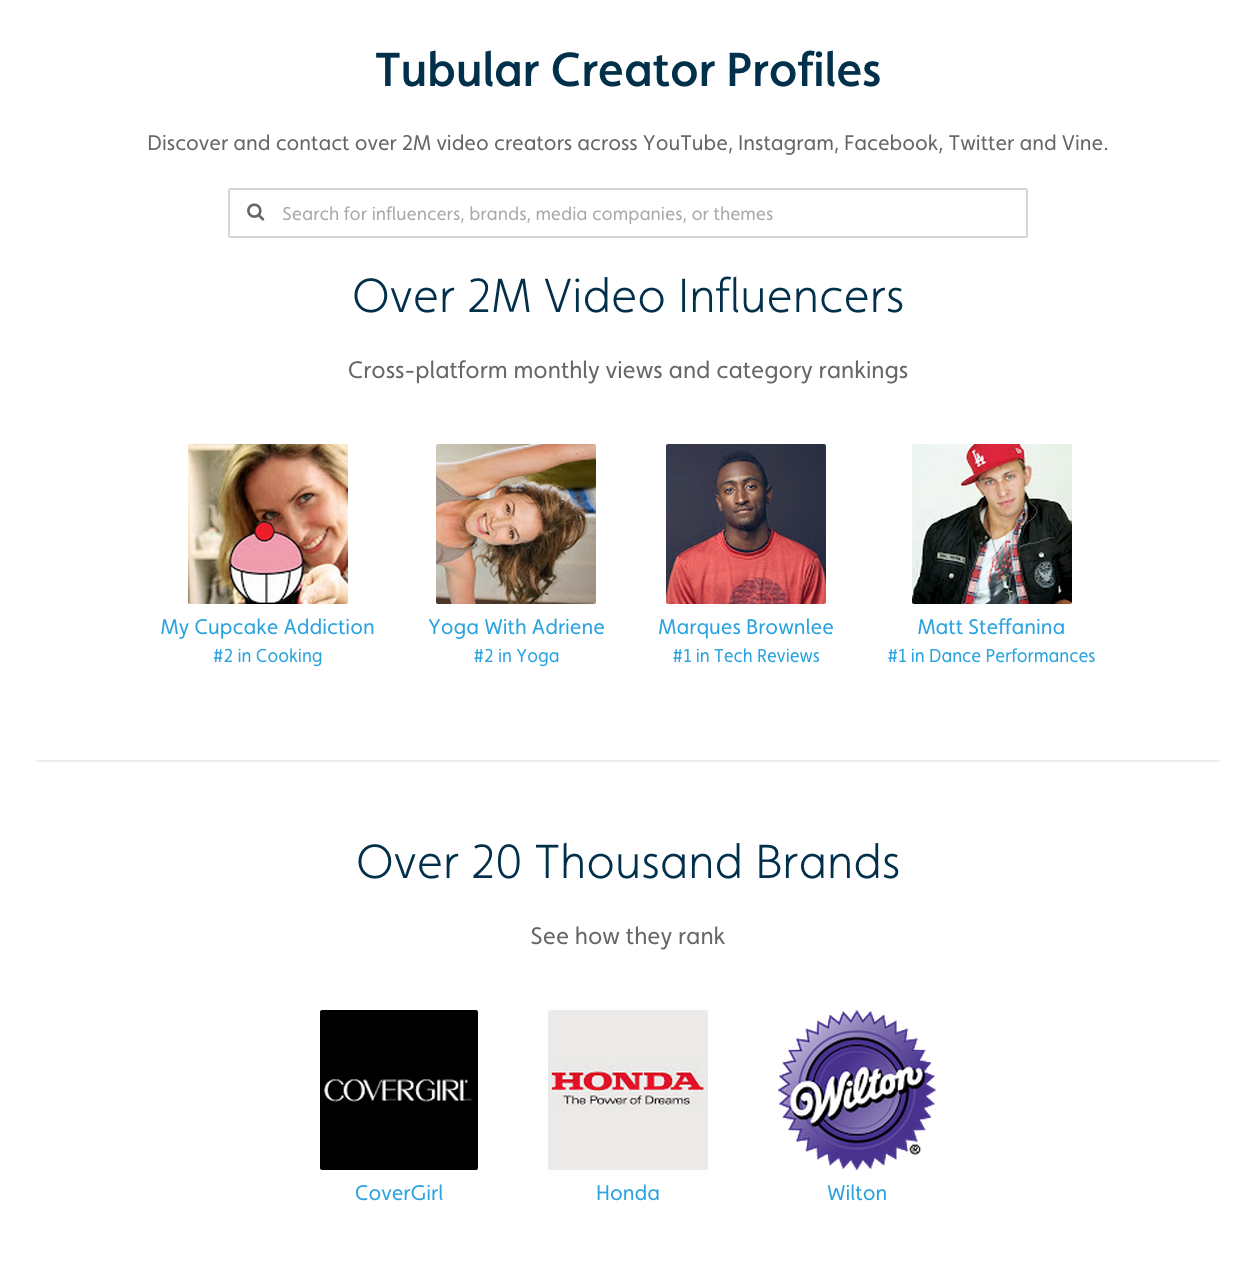 Tubular Creator Profiles
Discover and contact over 2M video creators across YouTube, Instagram, Facebook, Twitter and Vine.
Search for influencers, brands, media companies, or themes
Over 2M Video Influencers
Cross-platform monthly views and category rankings
LA
My Cupcake Addiction
#2 in Cooking
Yoga With Adriene
#2 in Yoga
Marques Brownlee
#1 in Tech Reviews
Matt Steffanina
#1 in Dance Performances
Over 20 Thousand Brands
See how they rank
COVERGIRL
HONDA
The Power of Dreams
Wilton
®
CoverGirl
Honda
Wilton